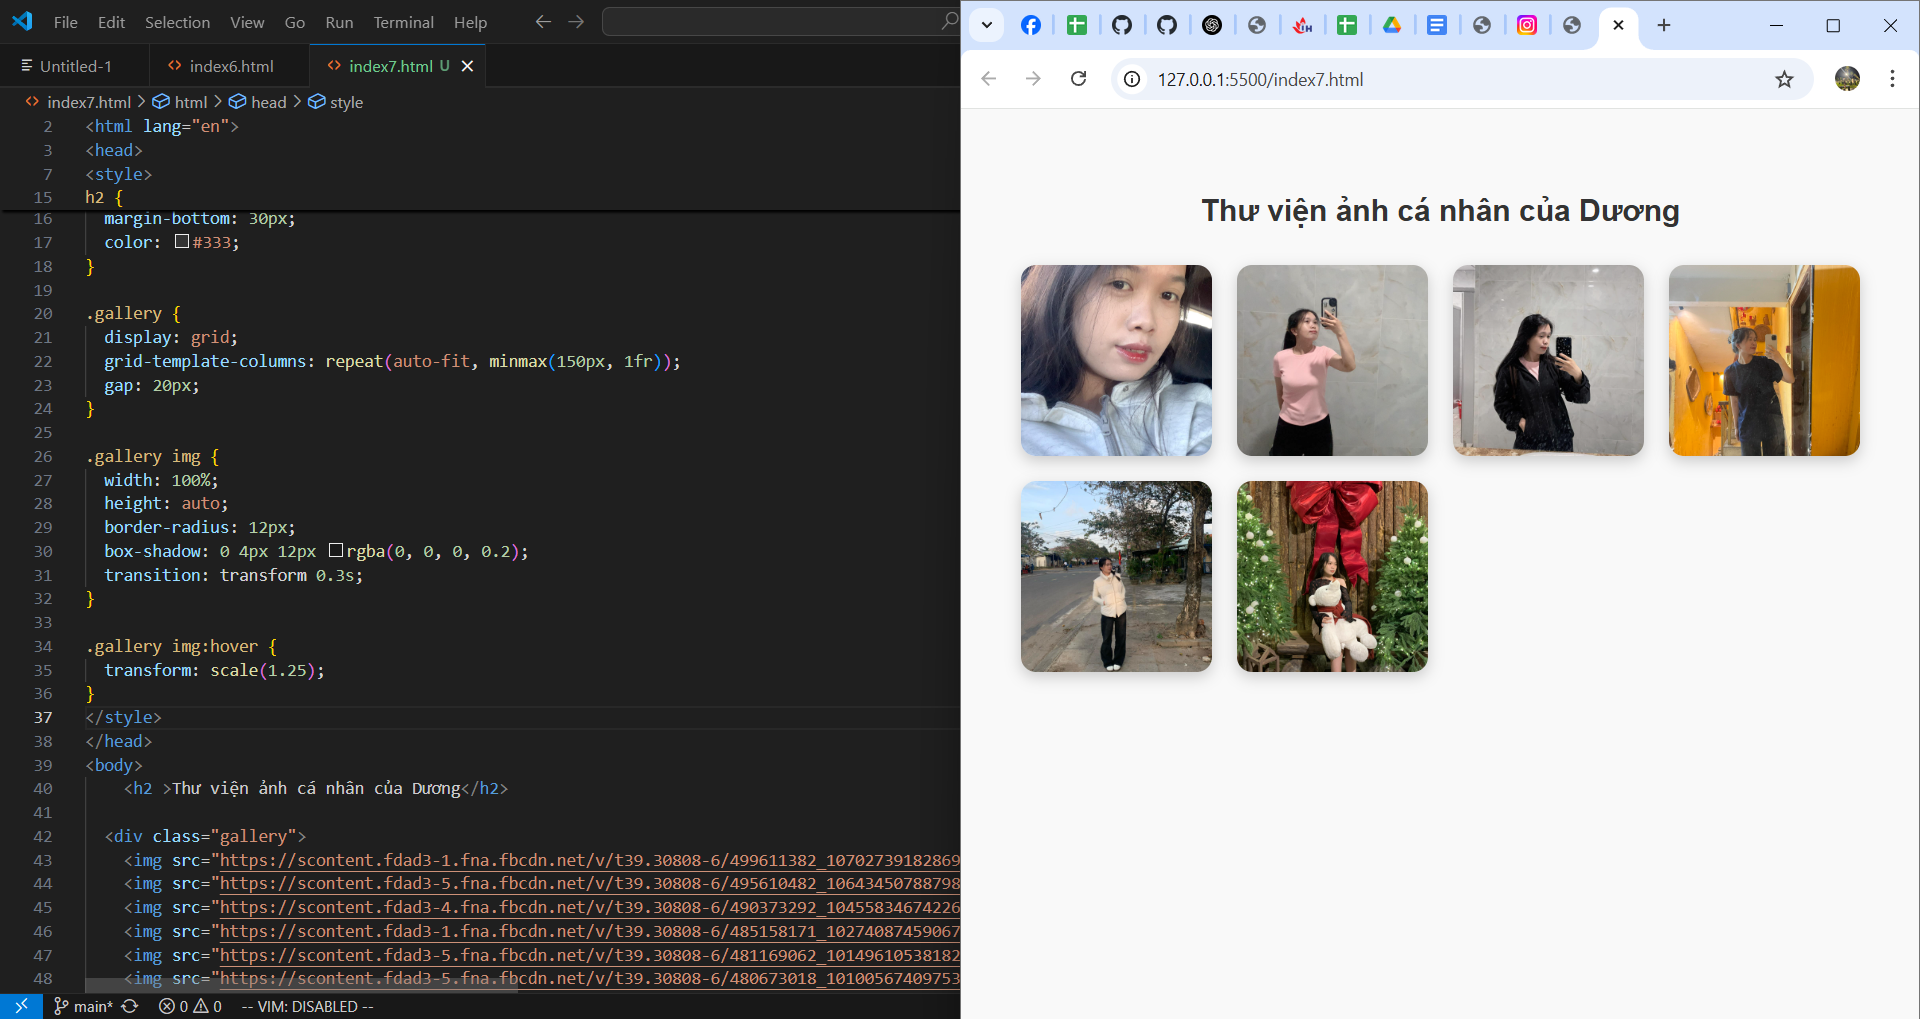 File Edit Selection View Go Run Terminal Help
Untitled-1
index6.html
index7.html U
index7.html > html > head > style
2 <html lang="en">
3 <head>
7 <style>
15 h2 {
16 margin-bottom: 30px;
17 color: #333;
18 }
19
20 .gallery {
21 display: grid;
22 grid-template-columns: repeat(auto-fit, minmax(150px, 1fr));
23 gap: 20px;
24 }
25
26 .gallery img {
27 width: 100%;
28 height: auto;
29 border-radius: 12px;
30 box-shadow: 0 4px 12px rgba(0, 0, 0, 0.2);
31 transition: transform 0.3s;
32 }
33
34 .gallery img:hover {
35 transform: scale(1.25);
36 }
37 </style>
38 </head>
39 <body>
40 <h2 >Thư viện ảnh cá nhân của Dương</h2>
41
42 <div class="gallery">
43 <img src="https://scontent.fdad3-1.fna.fbcdn.net/v/t39.30808-6/499611382_10702739182869
44 <img src="https://scontent.fdad3-5.fna.fbcdn.net/v/t39.30808-6/495610482_10643450788798
45 <img src="https://scontent.fdad3-4.fna.fbcdn.net/v/t39.30808-6/490373292_10455834674226
46 <img src="https://scontent.fdad3-1.fna.fbcdn.net/v/t39.30808-6/485158171_10274087459067
47 <img src="https://scontent.fdad3-5.fna.fbcdn.net/v/t39.30808-6/481169062_10149610538182
48 <img src="https://scontent.fdad3-5.fna.fbcdn.net/v/t39.30808-6/480673018_10100567409753
main* 0 0 -- VIM: DISABLED --
127.0.0.1:5500/index7.html
Thư viện ảnh cá nhân của Dương